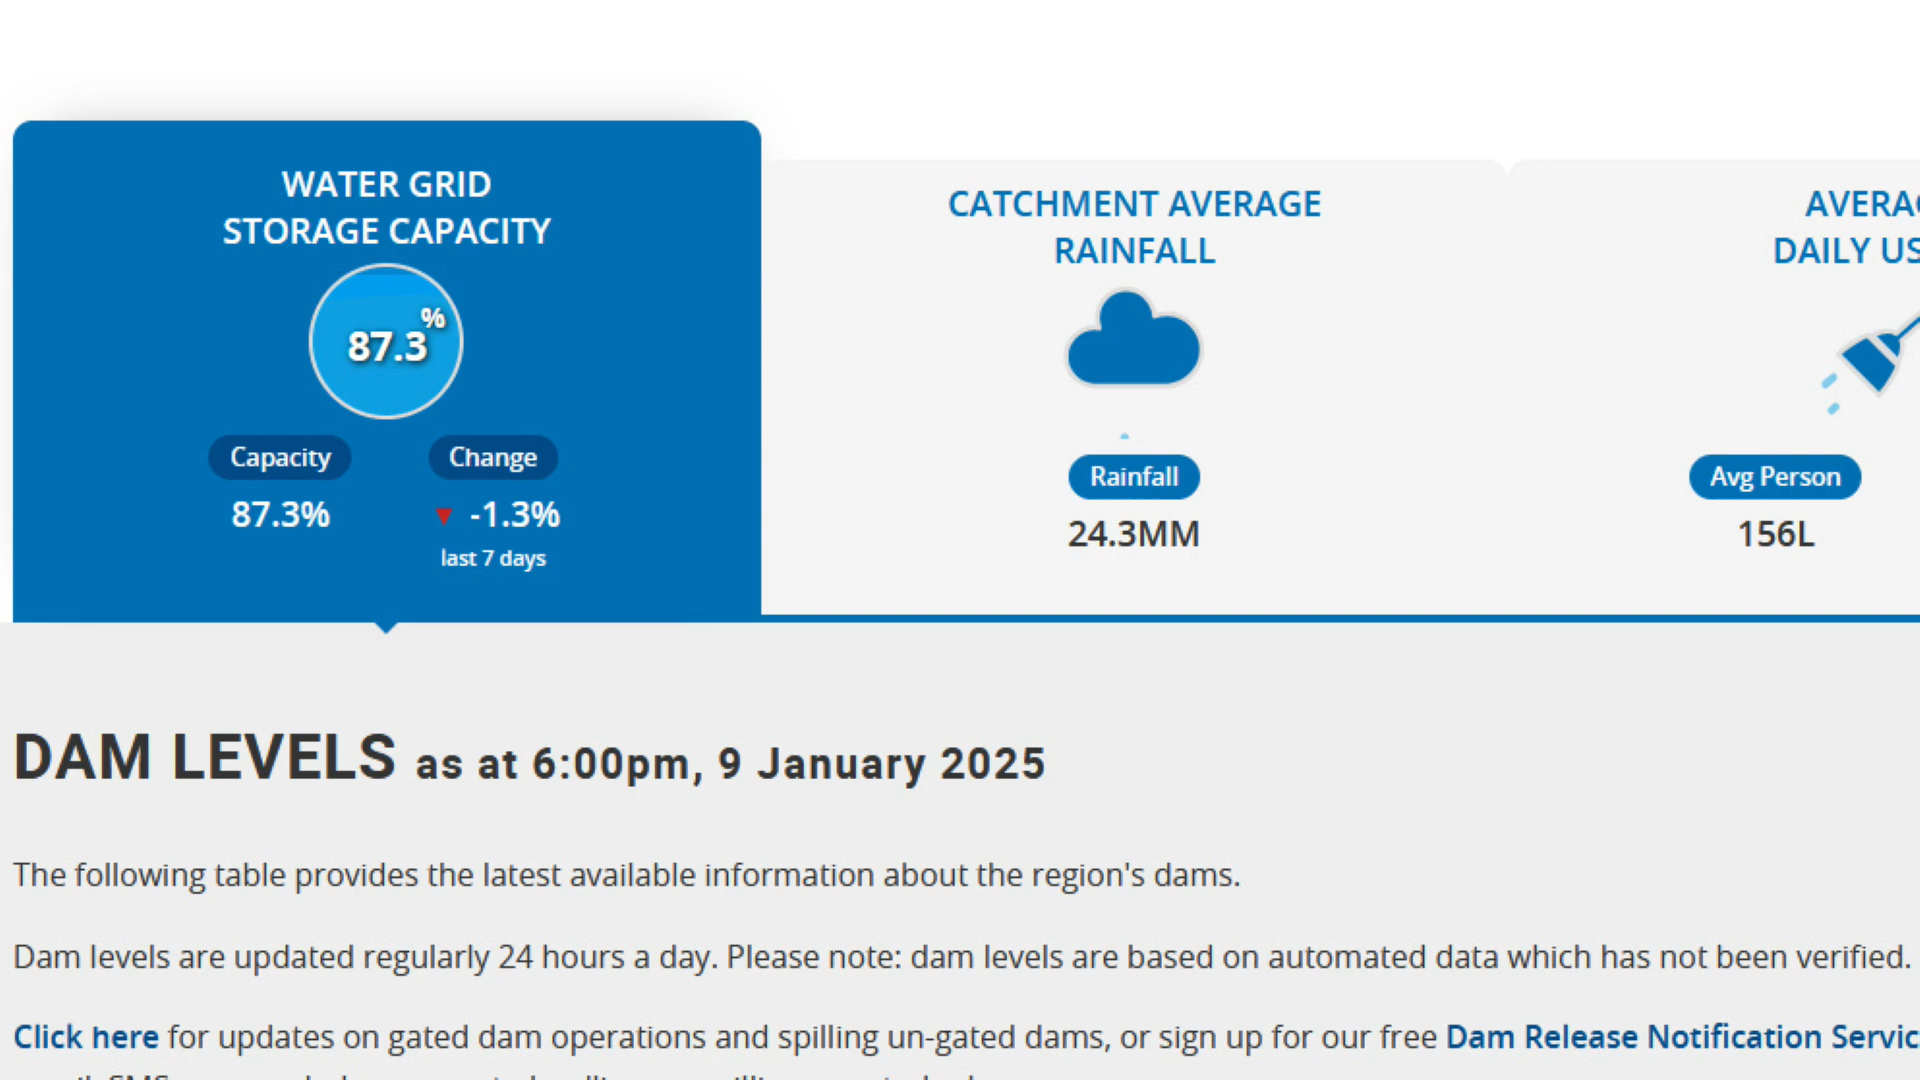 WATER GRID
STORAGE CAPACITY
87.3%
Capacity
Change
87.3%
-1.3%
last 7 days
CATCHMENT AVERAGE
RAINFALL
Rainfall
24.3MM
DAILY
Avg Person
156L
DAM LEVELS as at 6:00pm, 9 January 2025
The following table provides the latest available information about the region's dams.
Dam levels are updated regularly 24 hours a day. Please note: dam levels are based on automated data which has not been verified.
Click here for updates on gated dam operations and spilling un-gated dams, or sign up for our free Dam Release Notification